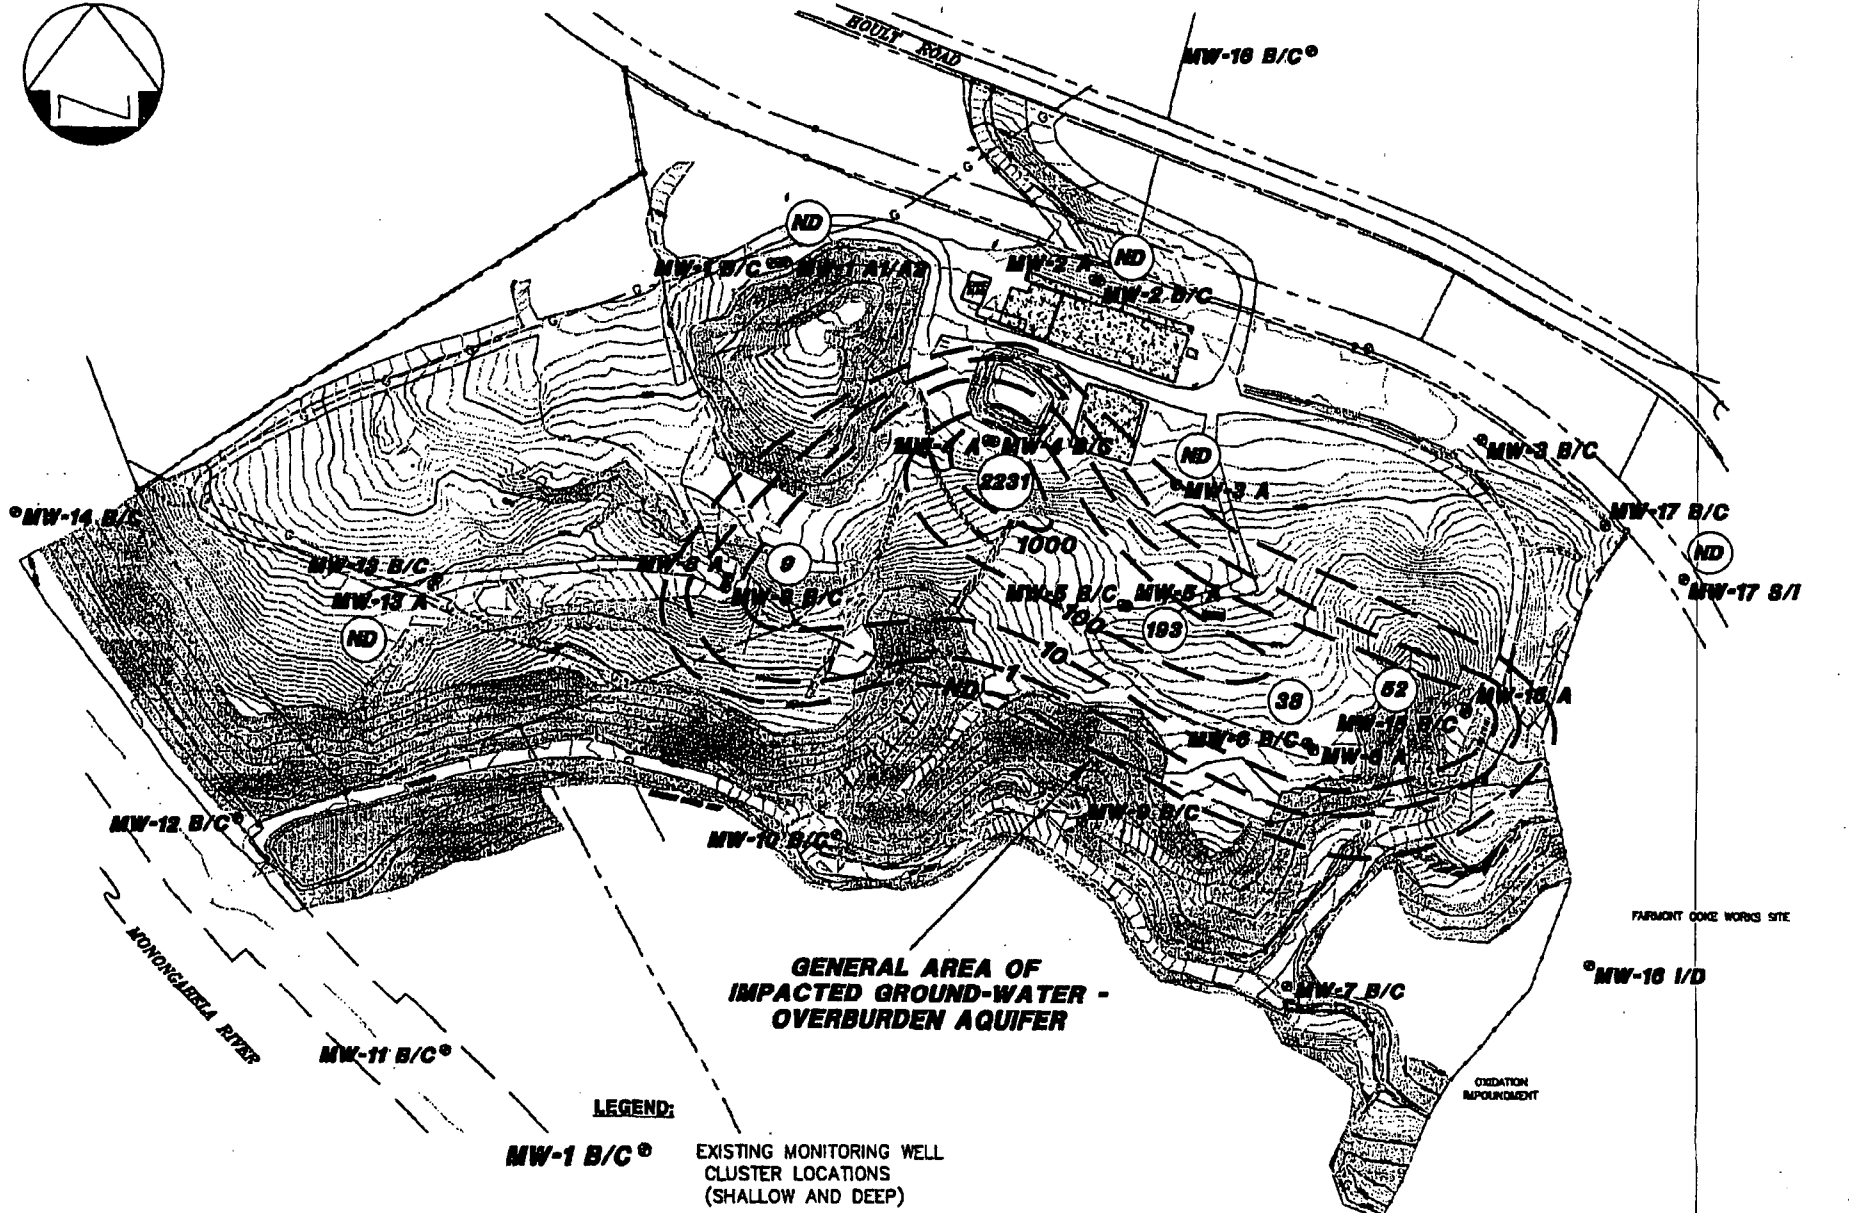 HOULT ROAD
MW-16 B/C
ND
MW-1 B/C
MW-1 A1/A2
MW-2 A
ND
MW-2 B/C
MW-4 A
MW-4 B/C
ND
MW-3 B/C
2231
MW-3 A
MW-14 B/C
MW-17 B/C
1000
ND
MW-13 B/C
MW-8 A
9
MW-8 B/C
MW-5 B/C
MW-5 A
MW-17 S/I
MW-13 A
100
193
ND
10
1
ND
38
52
MW-15 A
MW-15 B/C
MW-6 B/C
MW-6 A
MW-12 B/C
MW-10 B/C
MW-9 B/C
FAIRMONT COKE WORKS SITE
MONONGAHELA RIVER
GENERAL AREA OF
IMPACTED GROUND-WATER -
OVERBURDEN AQUIFER
MW-16 I/D
MW-7 B/C
MW-11 B/C
OXIDATION
IMPOUNDMENT
LEGEND:
MW-1 B/C
EXISTING MONITORING WELL
CLUSTER LOCATIONS
(SHALLOW AND DEEP)